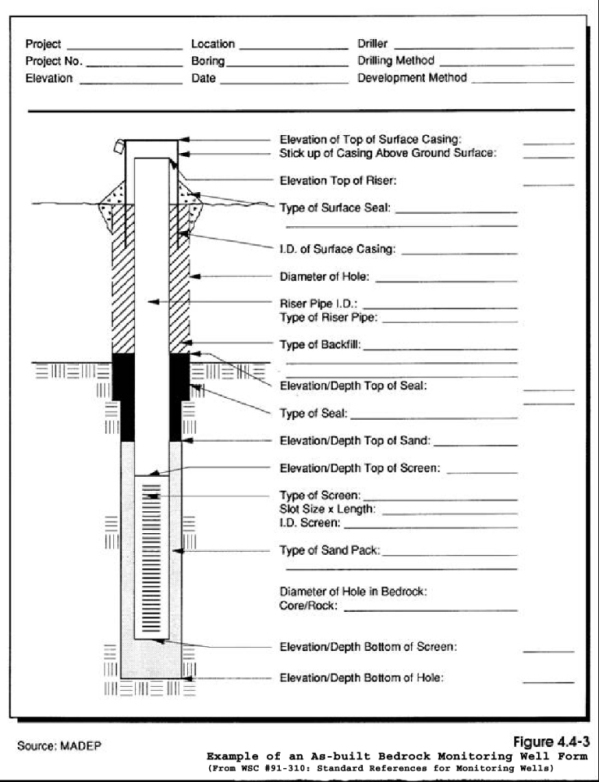 Project Location Driller
Project No. Boring Drilling Method
Elevation Date Development Method
Elevation of Top of Surface Casing:
Stick up of Casing Above Ground Surface:
Elevation Top of Riser:
Type of Surface Seal:
I.D. of Surface Casing:
Diameter of Hole:
Riser Pipe I.D.:
Type of Riser Pipe:
Type of Backfill:
Elevation/Depth Top of Seal:
Type of Seal:
Elevation/Depth Top of Sand:
Elevation/Depth Top of Screen:
Type of Screen:
Slot Size x Length:
I.D. Screen:
Type of Sand Pack:
Diameter of Hole in Bedrock:
Core/Rock:
Elevation/Depth Bottom of Screen:
Elevation/Depth Bottom of Hole:
Source: MADEP
Figure 4.4-3
Example of an As-built Bedrock Monitoring Well Form
(From WSC #91-310: Standard References for Monitoring Wells)